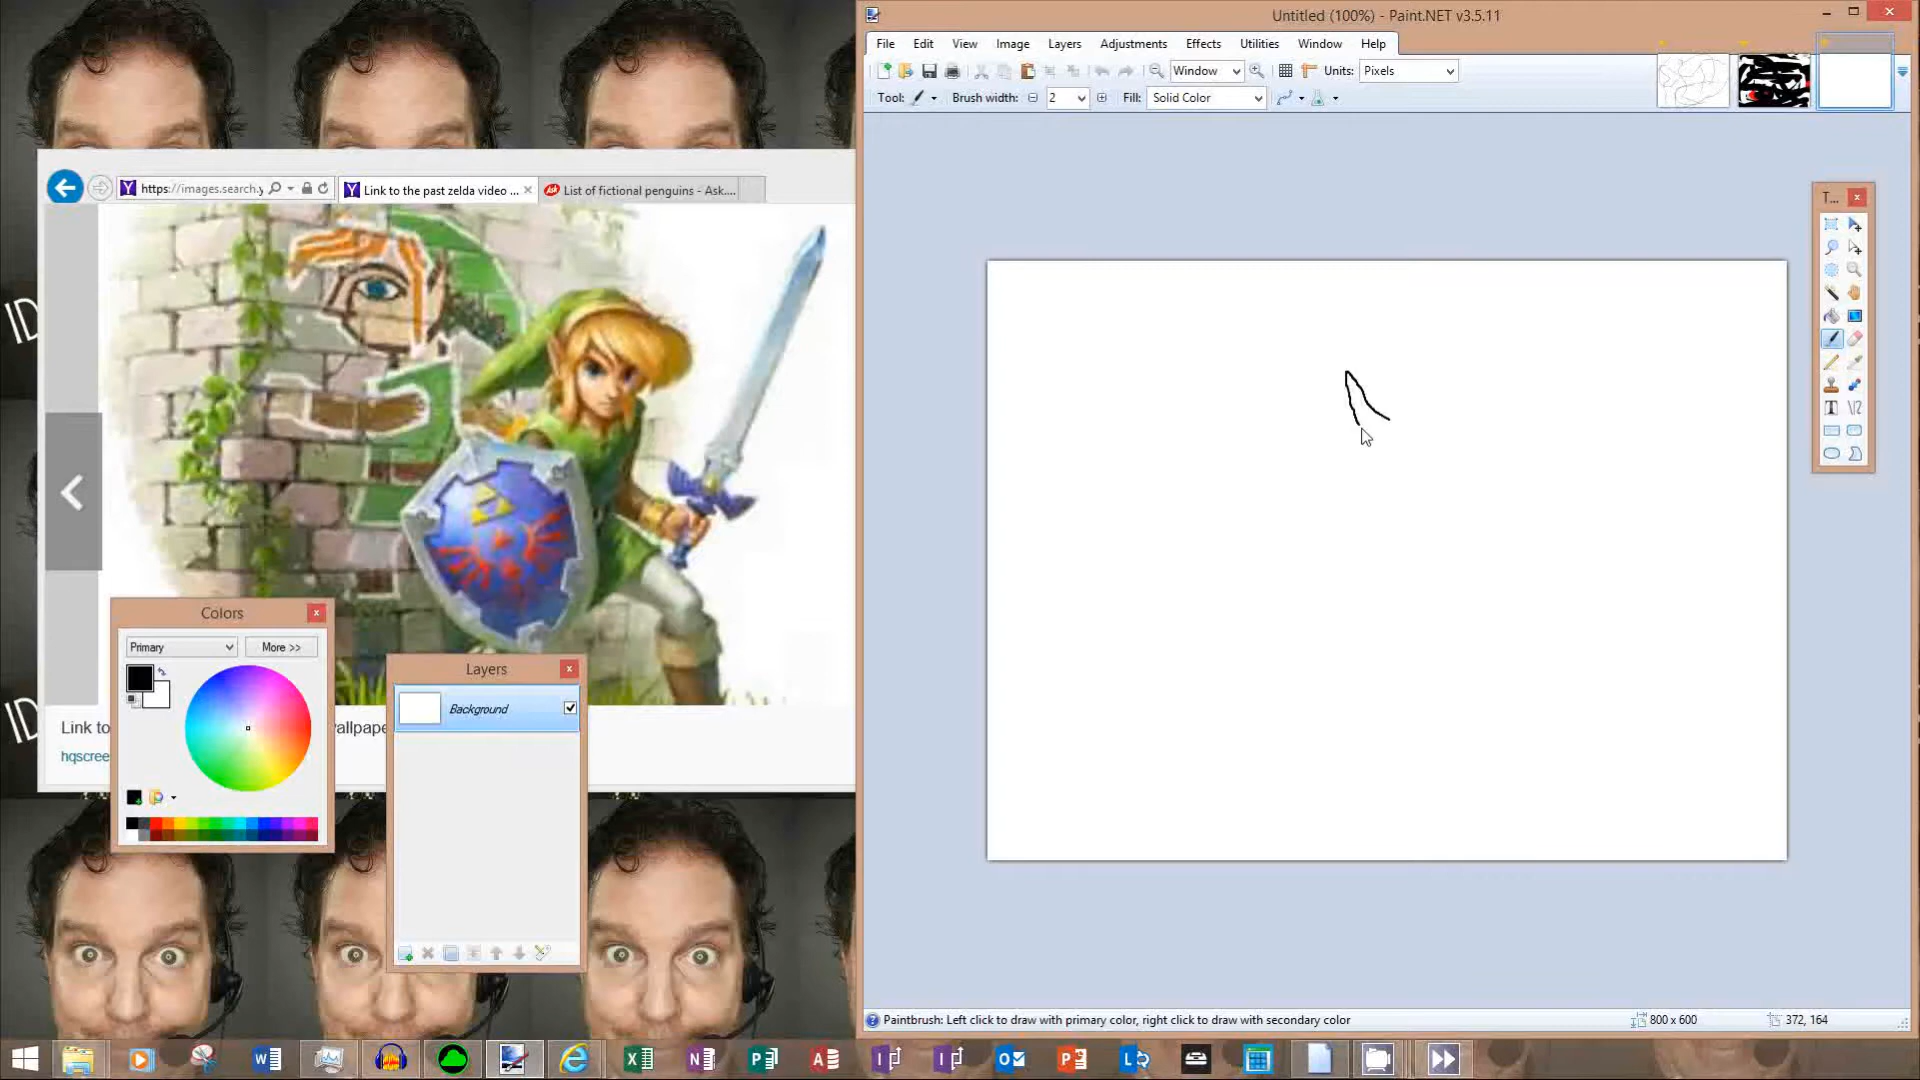 Untitled (100%) - Paint.NET v3.5.11
File Edit View Image Layers Adjustments Effects Utilities Window Help
Window Units: Pixels
Tool: Brush width: 2 Fill: Solid Color
https://images.search.y
Link to the past zelda video ...
List of fictional penguins - Ask....
T...
ID
Colors
Primary More >>
Layers
Background
ID
Link to
hqscree
Paintbrush: Left click to draw with primary color, right click to draw with secondary color
800 x 600
372, 164